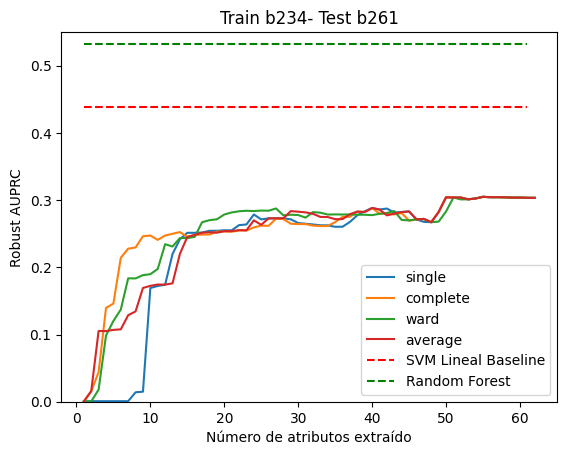 Train b234- Test b261
Robust AUPRC
0.5
0.4
0.3
0.2
0.1
0.0
0
10
20
30
40
50
60
Número de atributos extraído
single
complete
ward
average
SVM Lineal Baseline
Random Forest